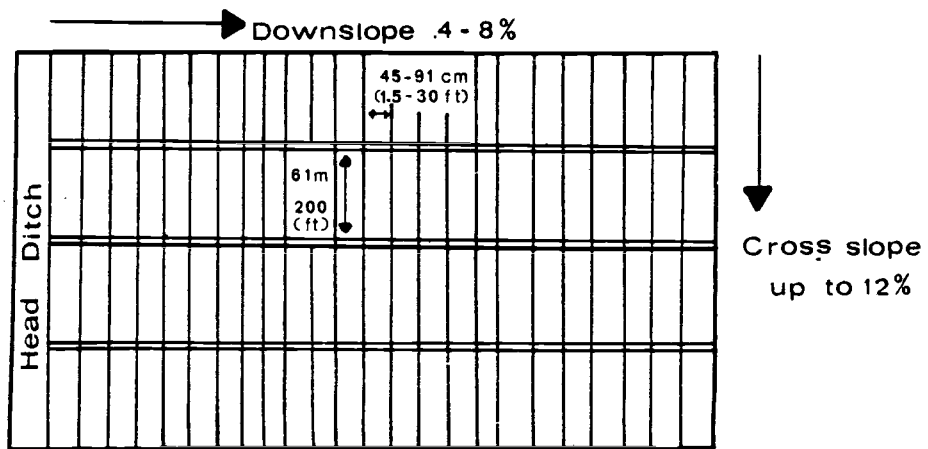 Downslope .4-8%
45-91 cm
(1.5-30 ft)
61m
200
(ft)
Head Ditch
Cross slope
up to 12%